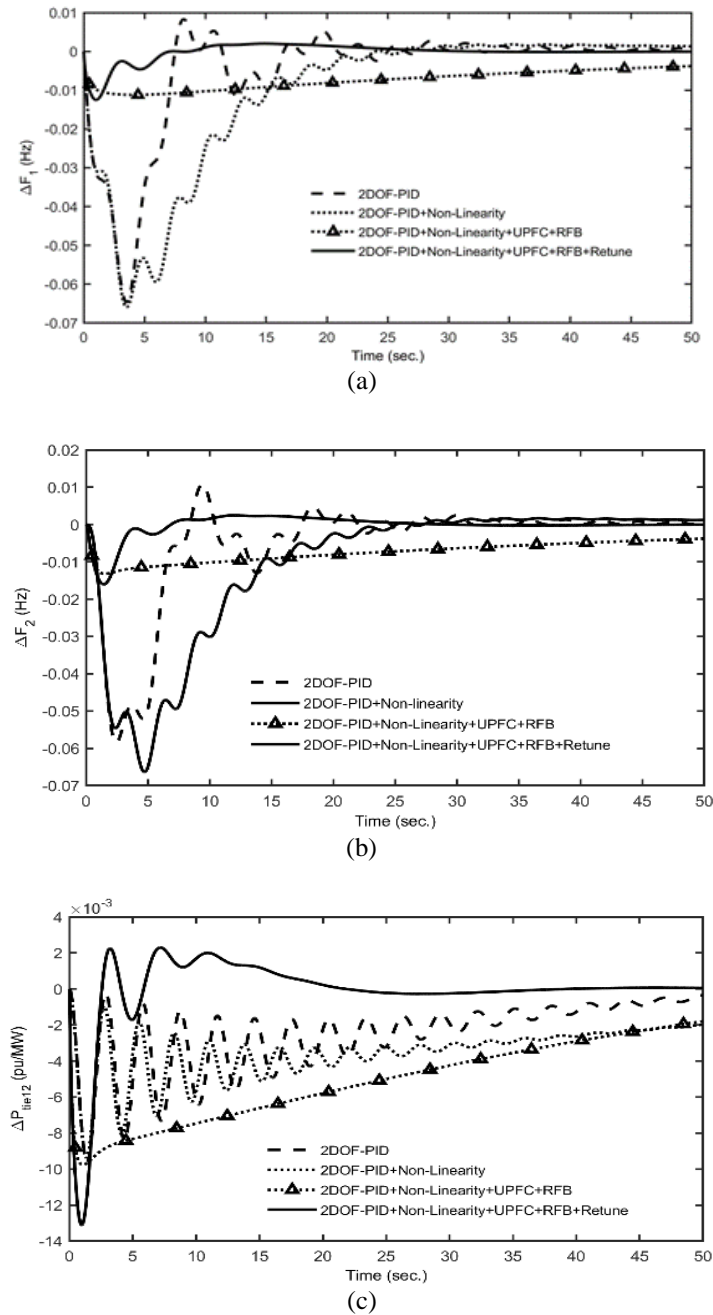 0.01
0
-0.01
-0.02
-0.03
-0.04
-0.05
-0.06
-0.07
ΔF1 (Hz)
2DOF-PID
2DOF-PID+Non-Linearity
2DOF-PID+Non-Linearity+UPFC+RFB
2DOF-PID+Non-Linearity+UPFC+RFB+Retune
0 5 10 15 20 25 30 35 40 45 50
Time (sec.)
(a)
0.02
0.01
0
-0.01
-0.02
-0.03
-0.04
-0.05
-0.06
-0.07
ΔF2 (Hz)
2DOF-PID
2DOF-PID+Non-linearity
2DOF-PID+Non-Linearity+UPFC+RFB
2DOF-PID+Non-Linearity+UPFC+RFB+Retune
0 5 10 15 20 25 30 35 40 45 50
Time (sec.)
(b)
×10-3
4
2
0
-2
-4
-6
-8
-10
-12
-14
ΔPtie12 (pu/MW)
2DOF-PID
2DOF-PID+Non-Linearity
2DOF-PID+Non-Linearity+UPFC+RFB
2DOF-PID+Non-Linearity+UPFC+RFB+Retune
0 5 10 15 20 25 30 35 40 45 50
Time (sec.)
(c)